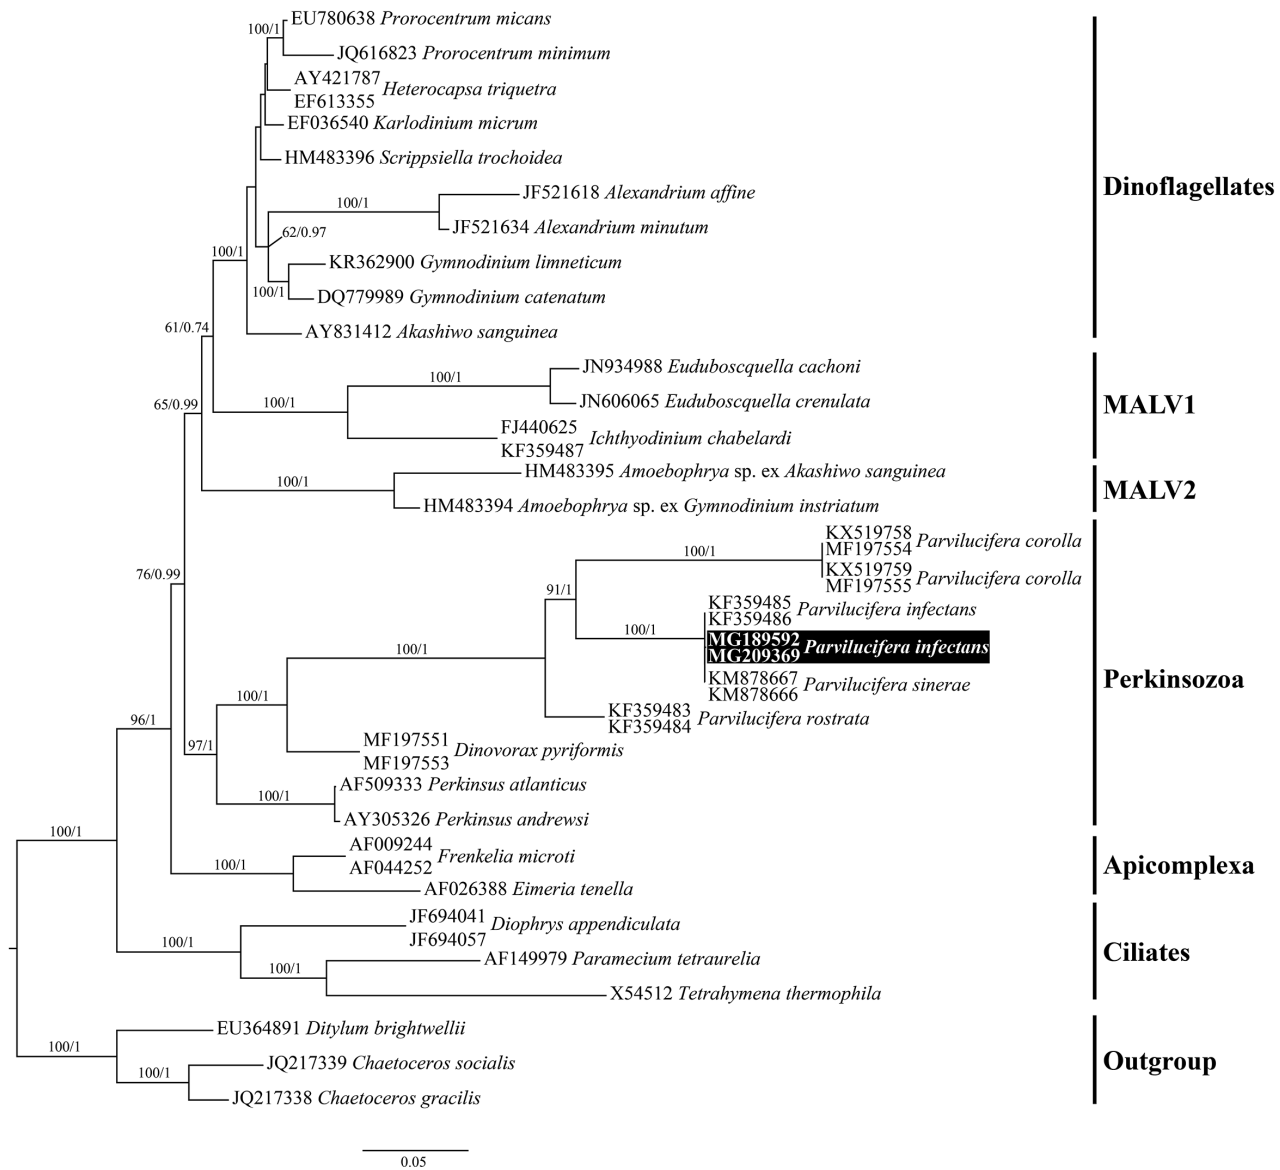 EU780638 Prorocentrum micans
100/1
JQ616823 Prorocentrum minimum
AY421787
Heterocapsa triquetra
EF613355
EF036540 Karlodinium micrum
HM483396 Scrippsiella trochoidea
Dinoflagellates
JF521618 Alexandrium affine
100/1
JF521634 Alexandrium minutum
62/0.97
100/1
KR362900 Gymnodinium limneticum
100/1
DQ779989 Gymnodinium catenatum
61/0.74
AY831412 Akashiwo sanguinea
JN934988 Euduboscquella cachoni
100/1
JN606065 Euduboscquella crenulata
65/0.99
100/1
MALV1
FJ440625
Ichthyodinium chabelardi
KF359487
HM483395 Amoebophrya sp. ex Akashiwo sanguinea
100/1
MALV2
HM483394 Amoebophrya sp. ex Gymnodinium instriatum
KX519758
Parvilucifera corolla
MF197554
100/1
KX519759
Parvilucifera corolla
MF197555
76/0.99
91/1
KF359485
Parvilucifera infectans
KF359486
100/1
MG189592
Parvilucifera infectans
MG209369
100/1
KM878667
Parvilucifera sinerae
KM878666
Perkinsozoa
100/1
KF359483
Parvilucifera rostrata
KF359484
96/1
97/1
MF197551
Dinovorax pyriformis
MF197553
AF509333 Perkinsus atlanticus
100/1
AY305326 Perkinsus andrewsi
100/1
AF009244
Frenkelia microti
AF044252
100/1
Apicomplexa
AF026388 Eimeria tenella
JF694041
Diophrys appendiculata
JF694057
100/1
Ciliates
AF149979 Paramecium tetraurelia
100/1
X54512 Tetrahymena thermophila
EU364891 Ditylum brightwellii
100/1
JQ217339 Chaetoceros socialis
Outgroup
100/1
JQ217338 Chaetoceros gracilis
0.05